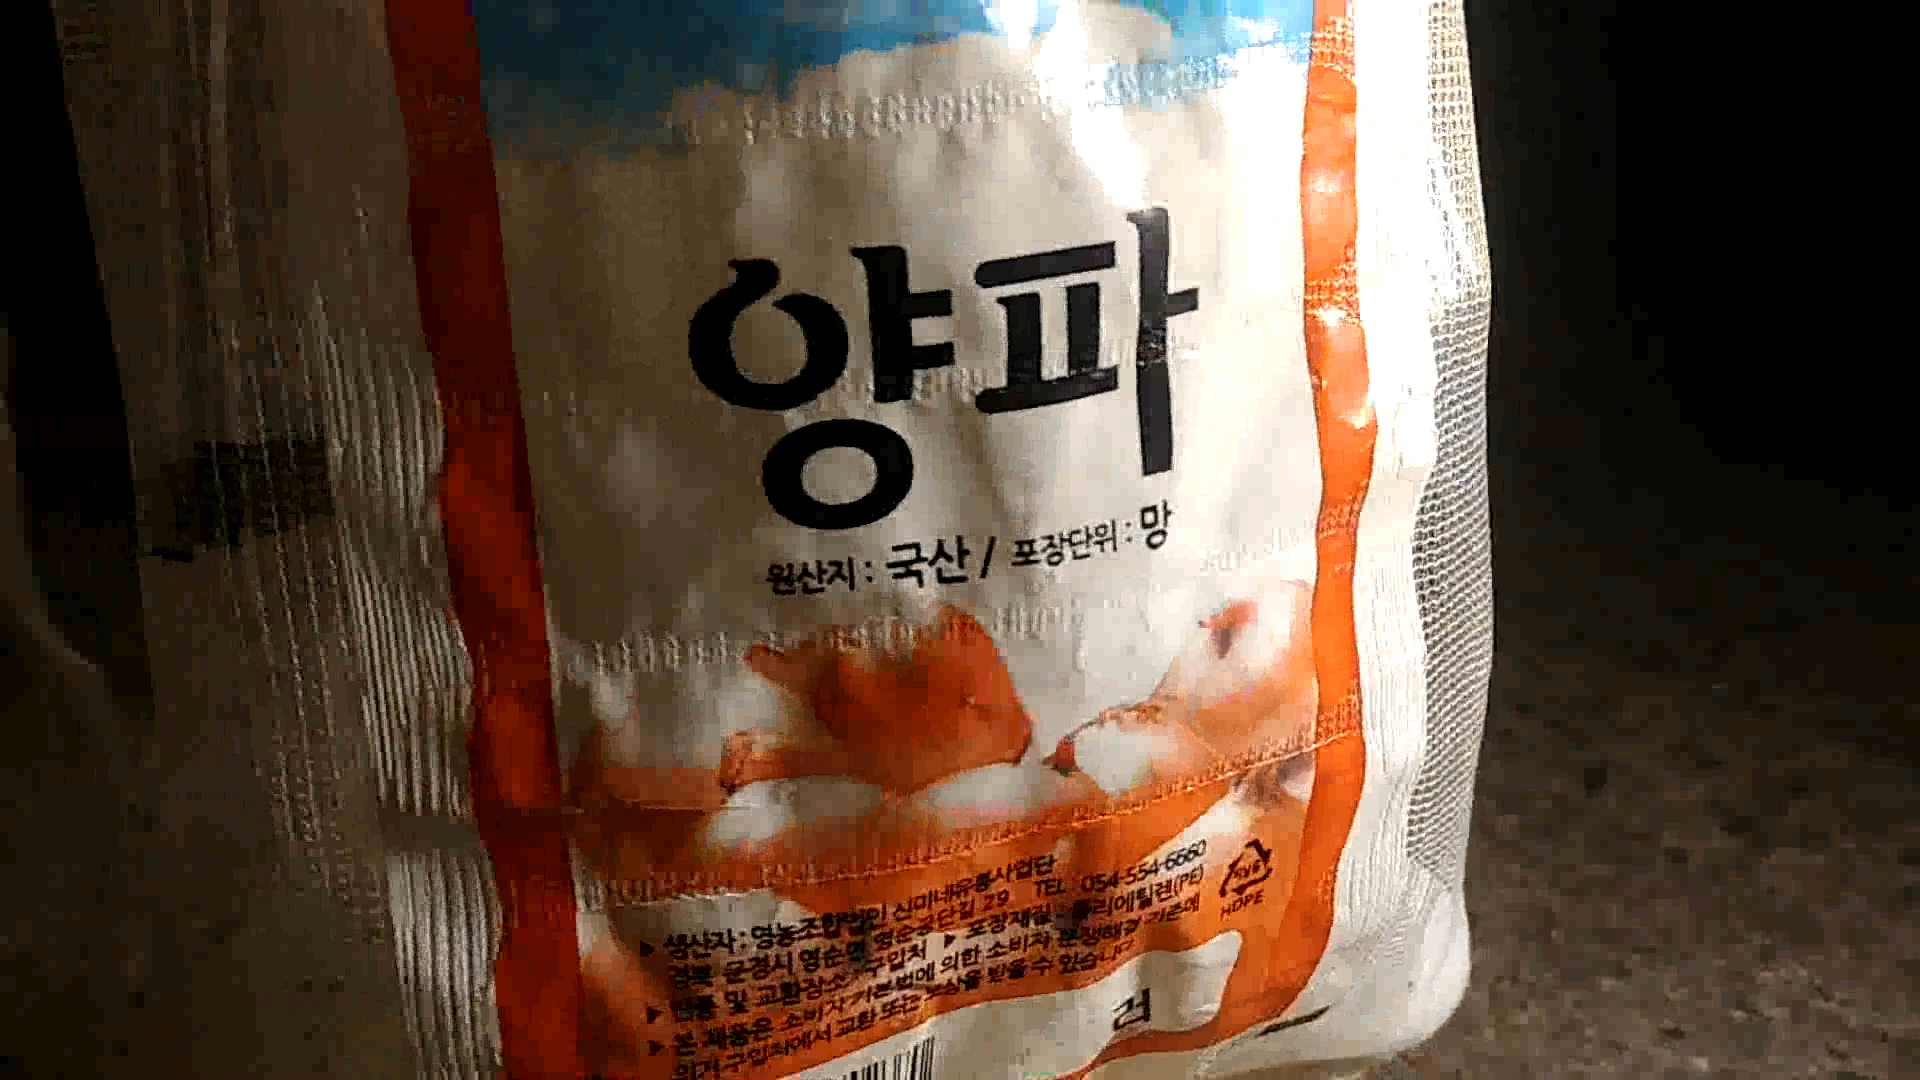 양파
원산지 : 국산 / 포장단위 : 망
▶ 생산자 : 영농조합법인 신미네유통사업단
경북 문경시 영순면 영순공단길 29 TEL : 054-554-6660
▶ 반품 및 교환장소 : 구입처 ▶ 포장재질 : 폴리에틸렌(PE)
▶ 본 제품은 소비자기본법에 의한 소비자 분쟁해결 기준에
의거 구입처에서 교환 또는 보상을 받을 수 있습니다
HDPE